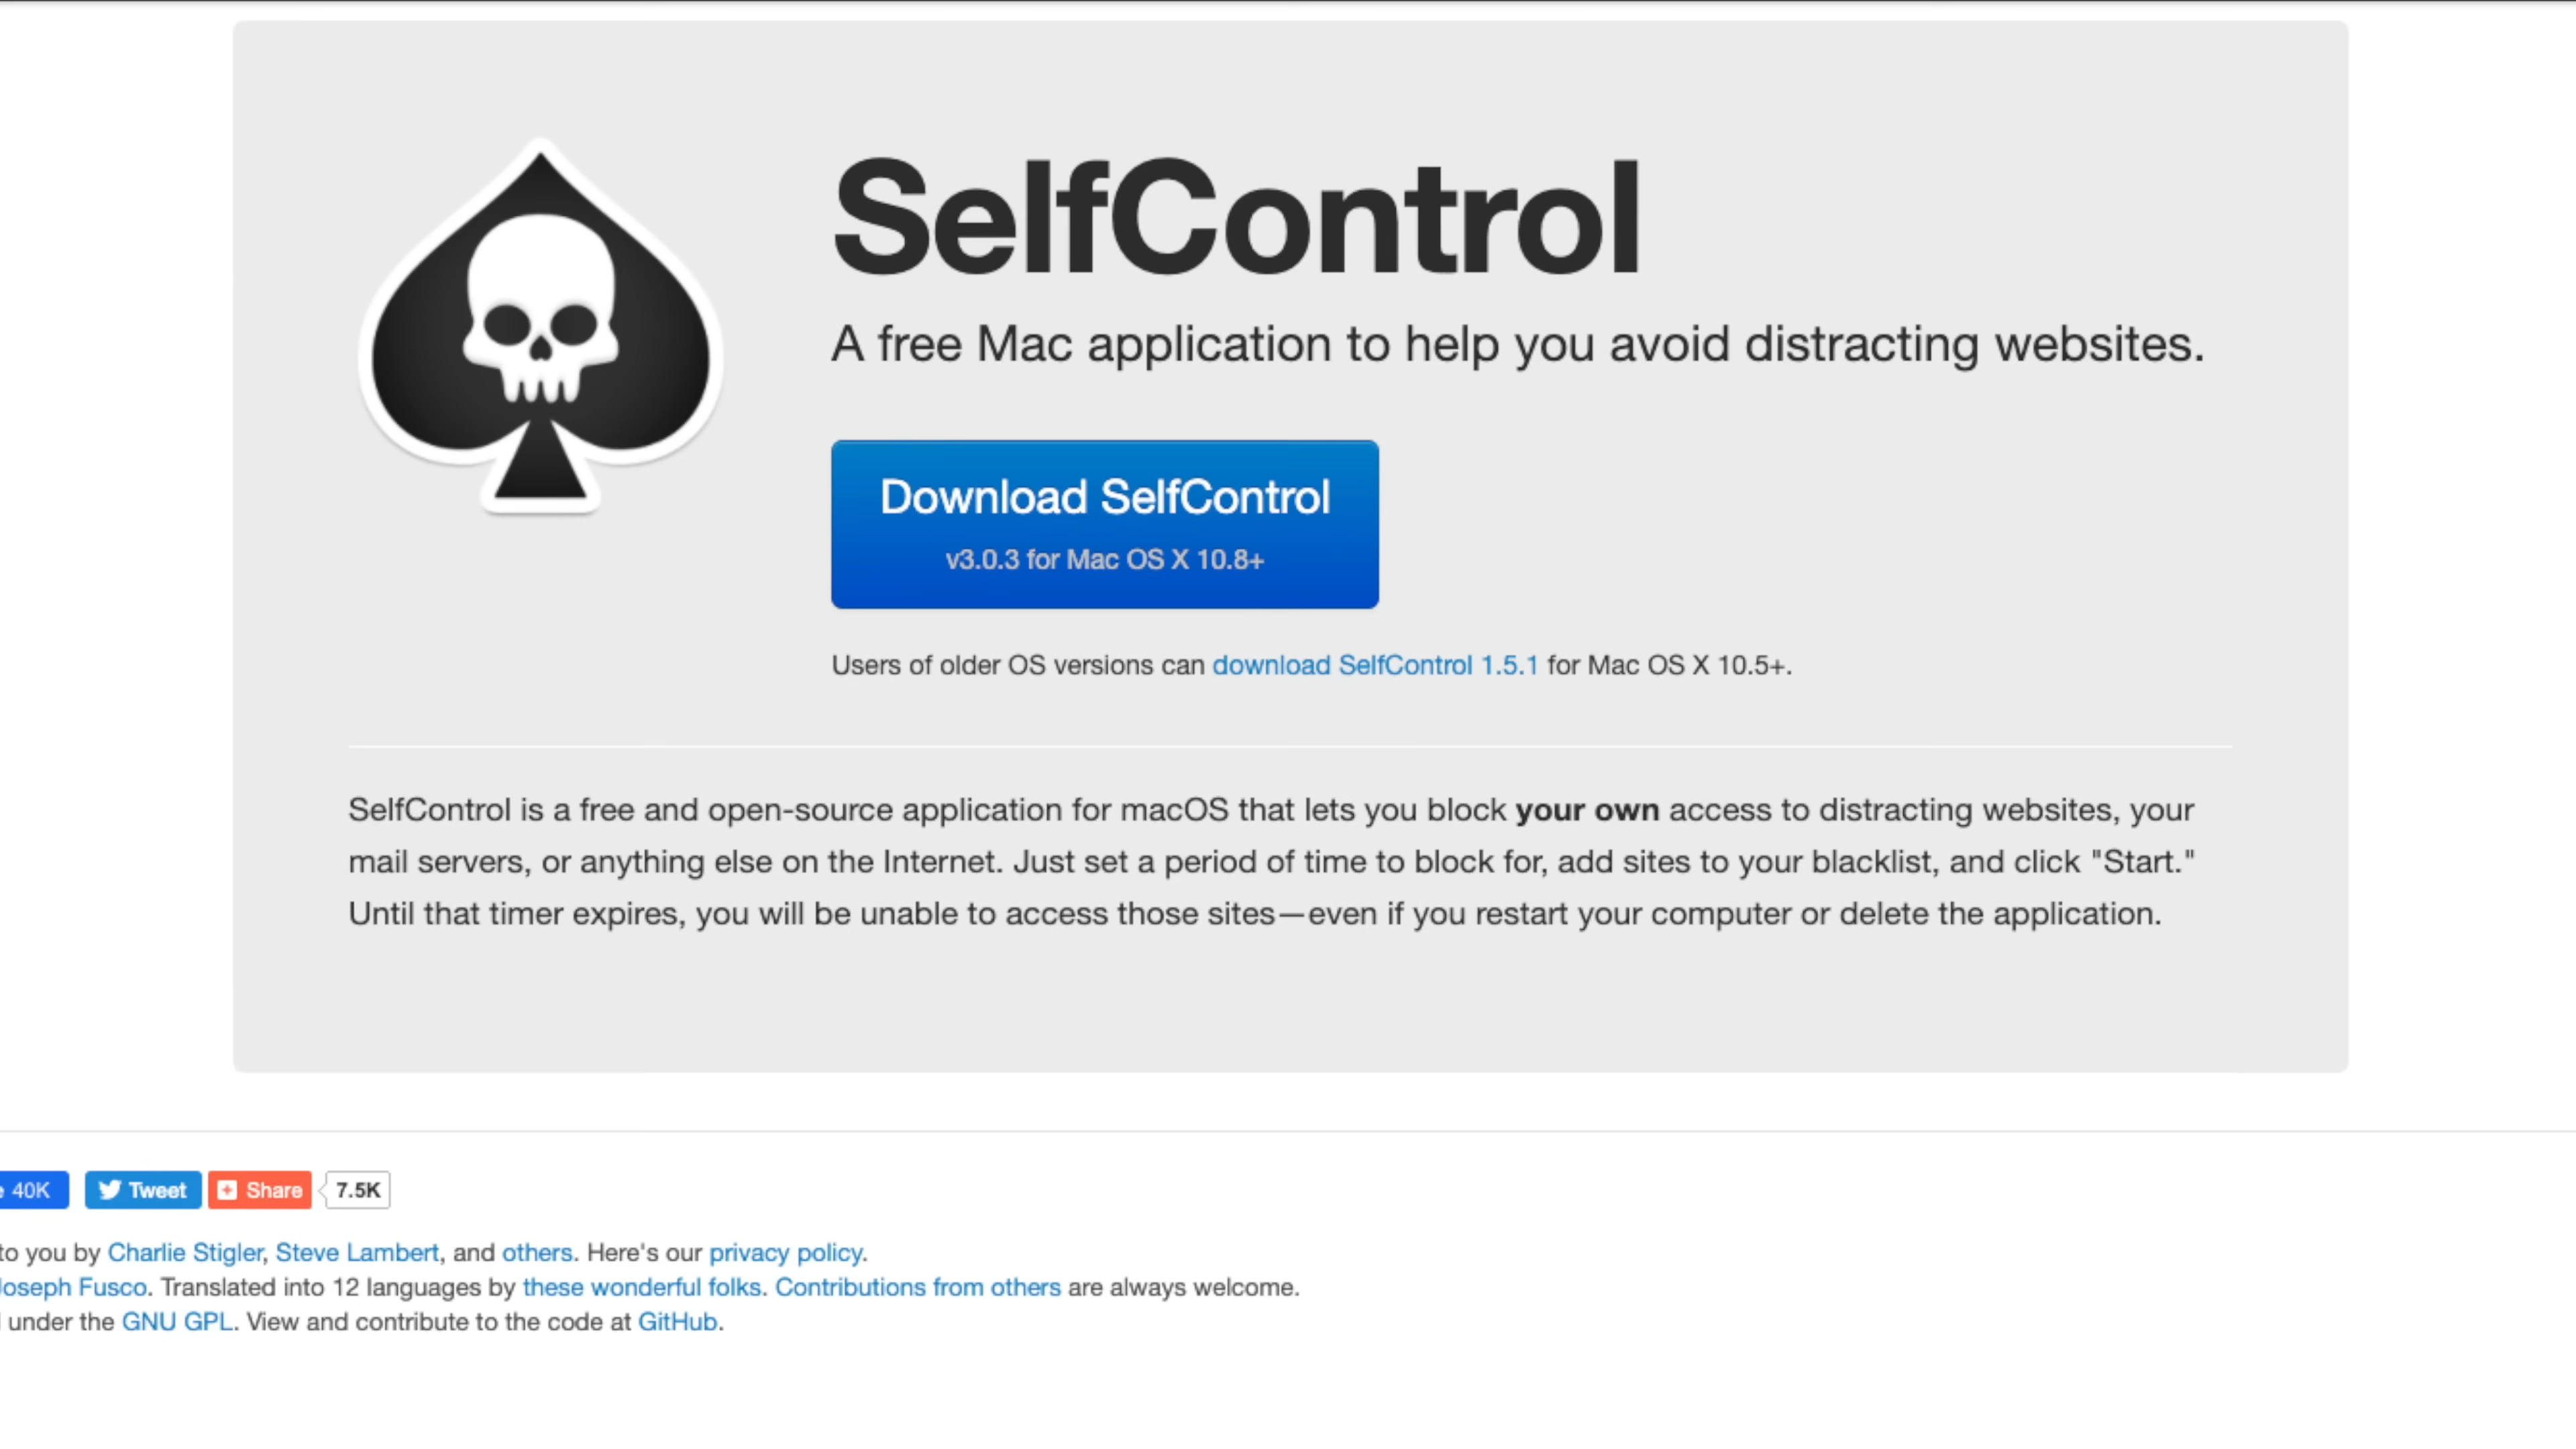 SelfControl
A free Mac application to help you avoid distracting websites.
Download SelfControl
v3.0.3 for Mac OS X 10.8+
Users of older OS versions can download SelfControl 1.5.1 for Mac OS X 10.5+.
SelfControl is a free and open-source application for macOS that lets you block your own access to distracting websites, your
mail servers, or anything else on the Internet. Just set a period of time to block for, add sites to your blacklist, and click "Start."
Until that timer expires, you will be unable to access those sites—even if you restart your computer or delete the application.
40K Tweet Share 7.5K
to you by Charlie Stigler, Steve Lambert, and others. Here's our privacy policy.
Joseph Fusco. Translated into 12 languages by these wonderful folks. Contributions from others are always welcome.
under the GNU GPL. View and contribute to the code at GitHub.